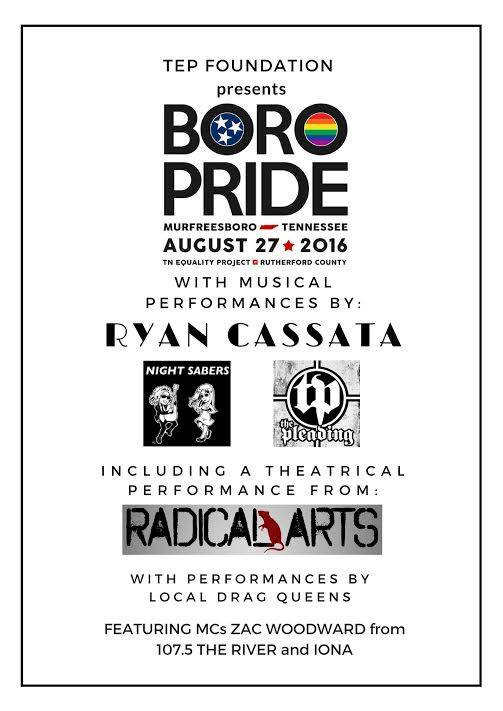 TEP FOUNDATION
presents
BORO
PRIDE
MURFREESBORO TENNESSEE
AUGUST 27 ★ 2016
TN EQUALITY PROJECT RUTHERFORD COUNTY
WITH MUSICAL
PERFORMANCES BY:
RYAN CASSATA
NIGHT SABERS
tp
the
pleading
INCLUDING A THEATRICAL
PERFORMANCE FROM:
RADICAL ARTS
WITH PERFORMANCES BY
LOCAL DRAG QUEENS
FEATURING MCs ZAC WOODWARD from
107.5 THE RIVER and IONA